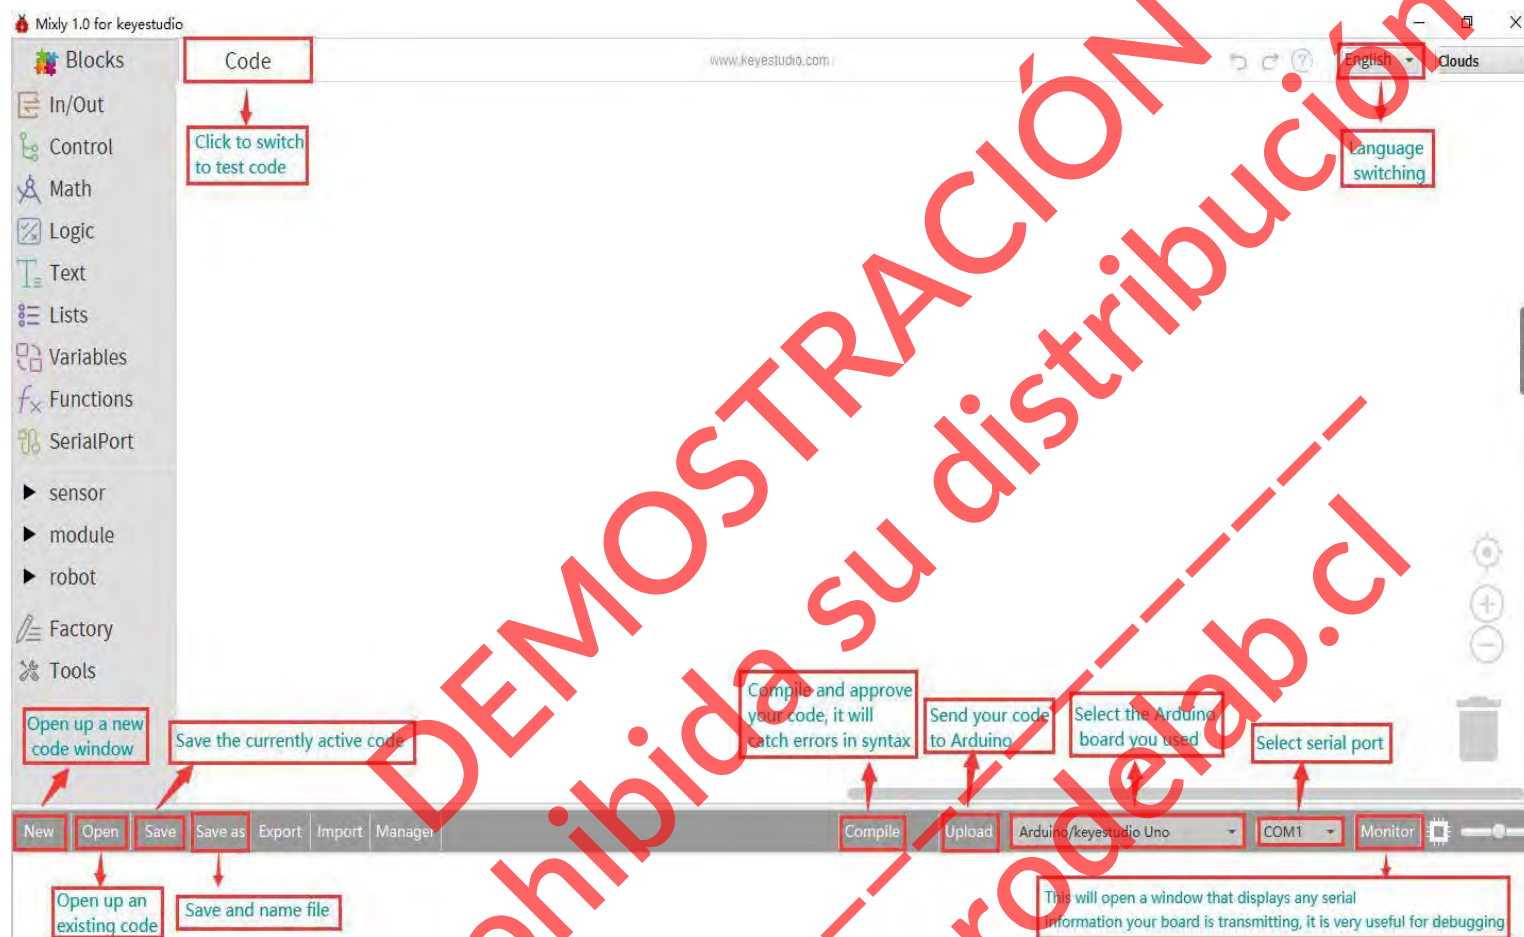 Mixly 1.0 for keyestudio
Blocks
Code
www.keyestudio.com
English
Clouds
In/Out
Control
Math
Logic
Text
Lists
Variables
Functions
SerialPort
sensor
module
robot
Factory
Tools
Click to switch
to test code
Language
switching
Open up a new
code window
Save the currently active code
Compile and approve
your code, it will
catch errors in syntax
Send your code
to Arduino
Select the Arduino
board you used
Select serial port
New
Open
Save
Save as
Export
Import
Manager
Compile
Upload
Arduino/keyestudio Uno
COM1
Monitor
Open up an
existing code
Save and name file
This will open a window that displays any serial
information your board is transmitting, it is very useful for debugging
DEMOSTRACIÓN
ohibida su distribución
rodelab.cl